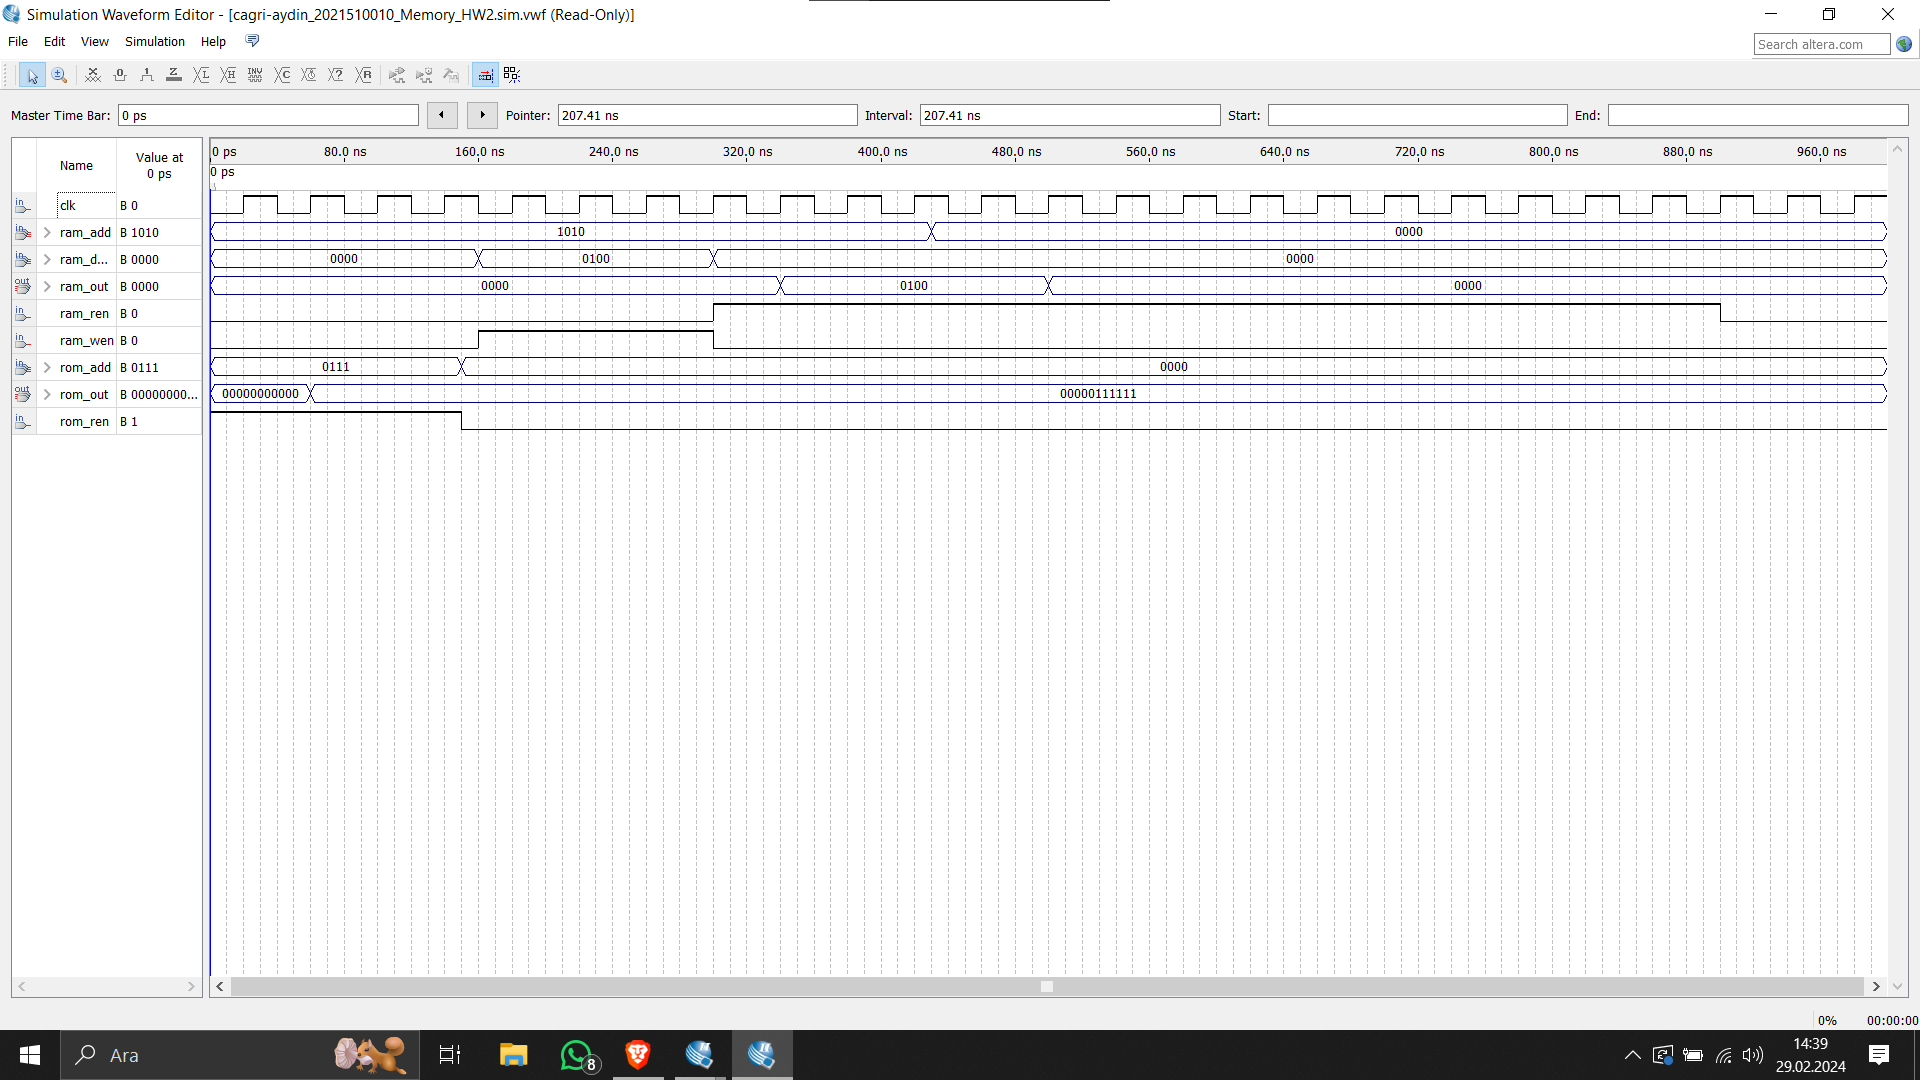 Simulation Waveform Editor - [cagri-aydin_2021510010_Memory_HW2.sim.vwf (Read-Only)]
File Edit View Simulation Help
Search altera.com
Master Time Bar: 0 ps Pointer: 207.41 ns Interval: 207.41 ns Start: End:
Name Value at 0 ps
0 ps 80.0 ns 160.0 ns 240.0 ns 320.0 ns 400.0 ns 480.0 ns 560.0 ns 640.0 ns 720.0 ns 800.0 ns 880.0 ns 960.0 ns
0 ps
clk B 0
ram_add B 1010 1010 0000
ram_d... B 0000 0000 0100 0000
ram_out B 0000 0000 0100 0000
ram_ren B 0
ram_wen B 0
rom_add B 0111 0111 0000
rom_out B 00000000... 00000000000 00000111111
rom_ren B 1
0% 00:00:00
Ara
8
14:39
29.02.2024